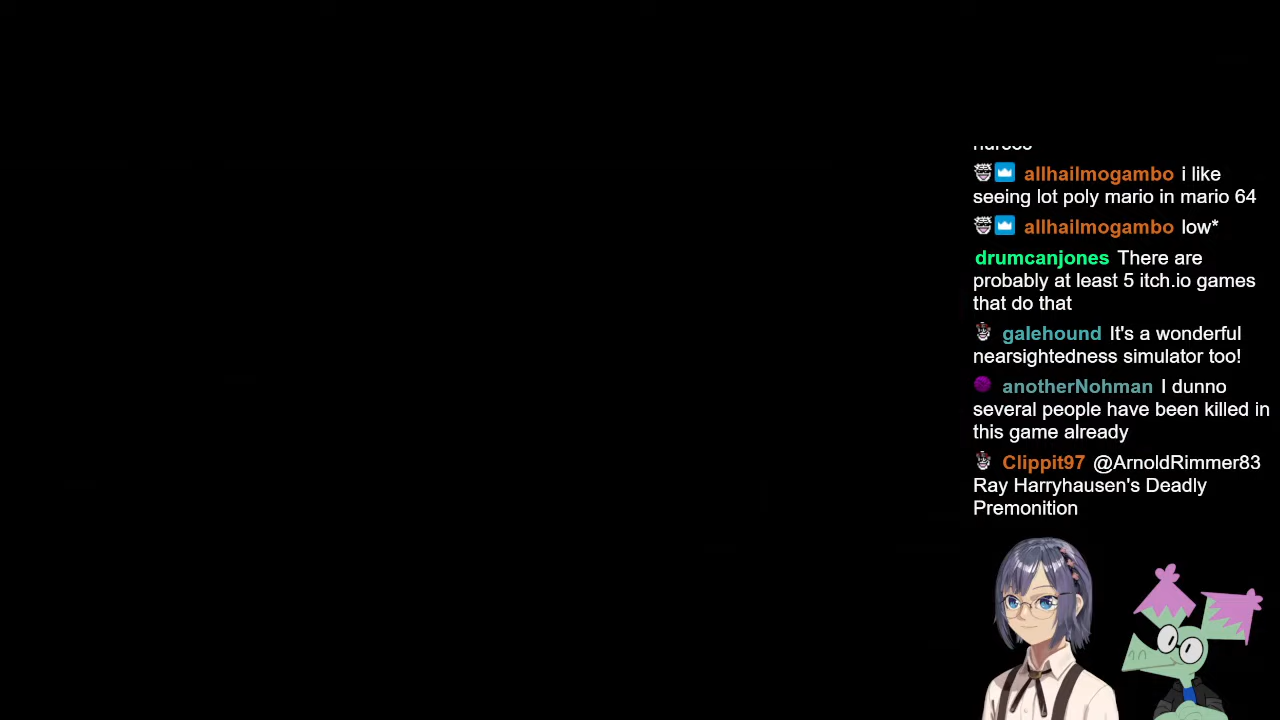 allhailmogambo i like
seeing lot poly mario in mario 64
allhailmogambo low*
drumcanjones There are
probably at least 5 itch.io games
that do that
galehound It's a wonderful
nearsightedness simulator too!
anotherNohman I dunno
several people have been killed in
this game already
Clippit97 @ArnoldRimmer83
Ray Harryhausen's Deadly
Premonition